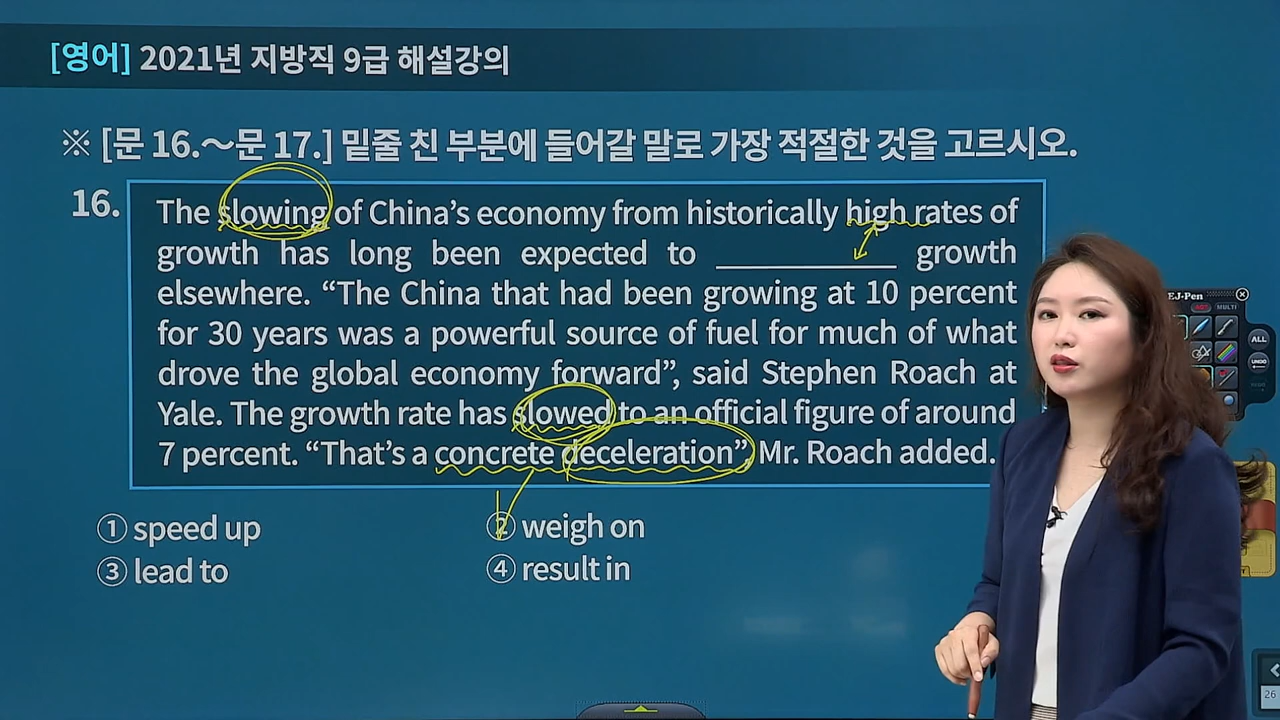 [영어] 2021년 지방직 9급 해설강의
※ [문 16.～문 17.] 밑줄 친 부분에 들어갈 말로 가장 적절한 것을 고르시오.
16.
The slowing of China’s economy from historically high rates of
growth has long been expected to __________ growth
elsewhere. “The China that had been growing at 10 percent
for 30 years was a powerful source of fuel for much of what
drove the global economy forward”, said Stephen Roach at
Yale. The growth rate has slowed to an official figure of around
7 percent. “That’s a concrete deceleration”, Mr. Roach added.
① speed up
② weigh on
③ lead to
④ result in
EJ-Pen
MULTI
ALL
UNDO
26